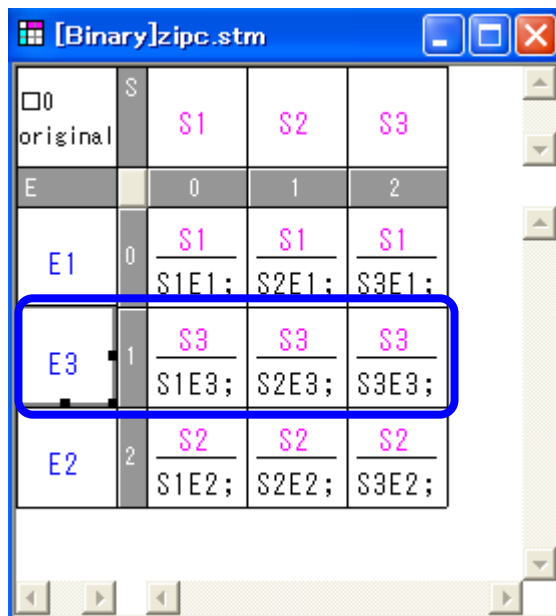 [Binary]zipc.stm
□0 S
original S1 S2 S3
E 0 1 2
E1 0 S1 S1 S1
S1E1; S2E1; S3E1;
E3 1 S3 S3 S3
S1E3; S2E3; S3E3;
E2 2 S2 S2 S2
S1E2; S2E2; S3E2;